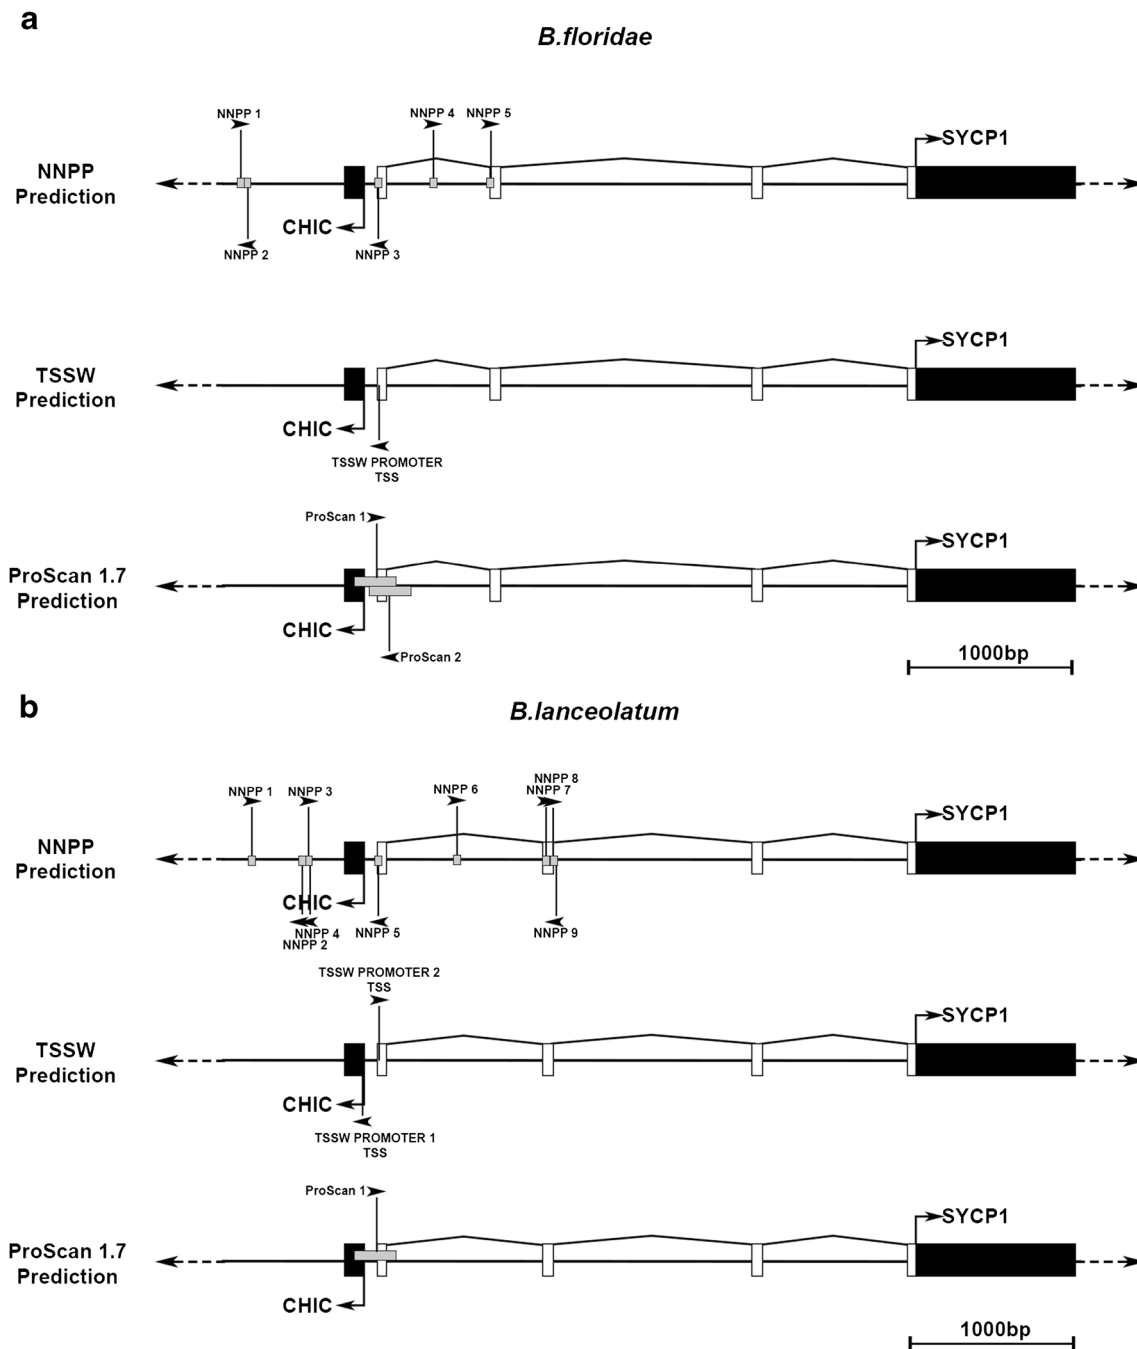 a
B.floridae
NNPP 1
NNPP 4
NNPP 5
SYCP1
NNPP
Prediction
CHIC
NNPP 2
NNPP 3
SYCP1
TSSW
Prediction
CHIC
TSSW PROMOTER
TSS
ProScan 1
SYCP1
ProScan 1.7
Prediction
CHIC
ProScan 2
1000bp
b
B.lanceolatum
NNPP 8
NNPP 1
NNPP 3
NNPP 6
NNPP 7
SYCP1
NNPP
Prediction
CHIC
NNPP 4
NNPP 5
NNPP 9
NNPP 2
TSSW PROMOTER 2
TSS
SYCP1
TSSW
Prediction
CHIC
TSSW PROMOTER 1
TSS
ProScan 1
SYCP1
ProScan 1.7
Prediction
CHIC
1000bp